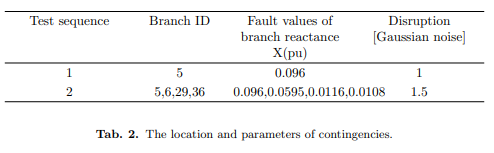 Test sequence Branch ID Fault values of Disruption
branch reactance [Gaussian noise]
X(pu)
1 5 0.096 1
2 5,6,29,36 0.096,0.0595,0.0116,0.0108 1.5
Tab. 2. The location and parameters of contingencies.